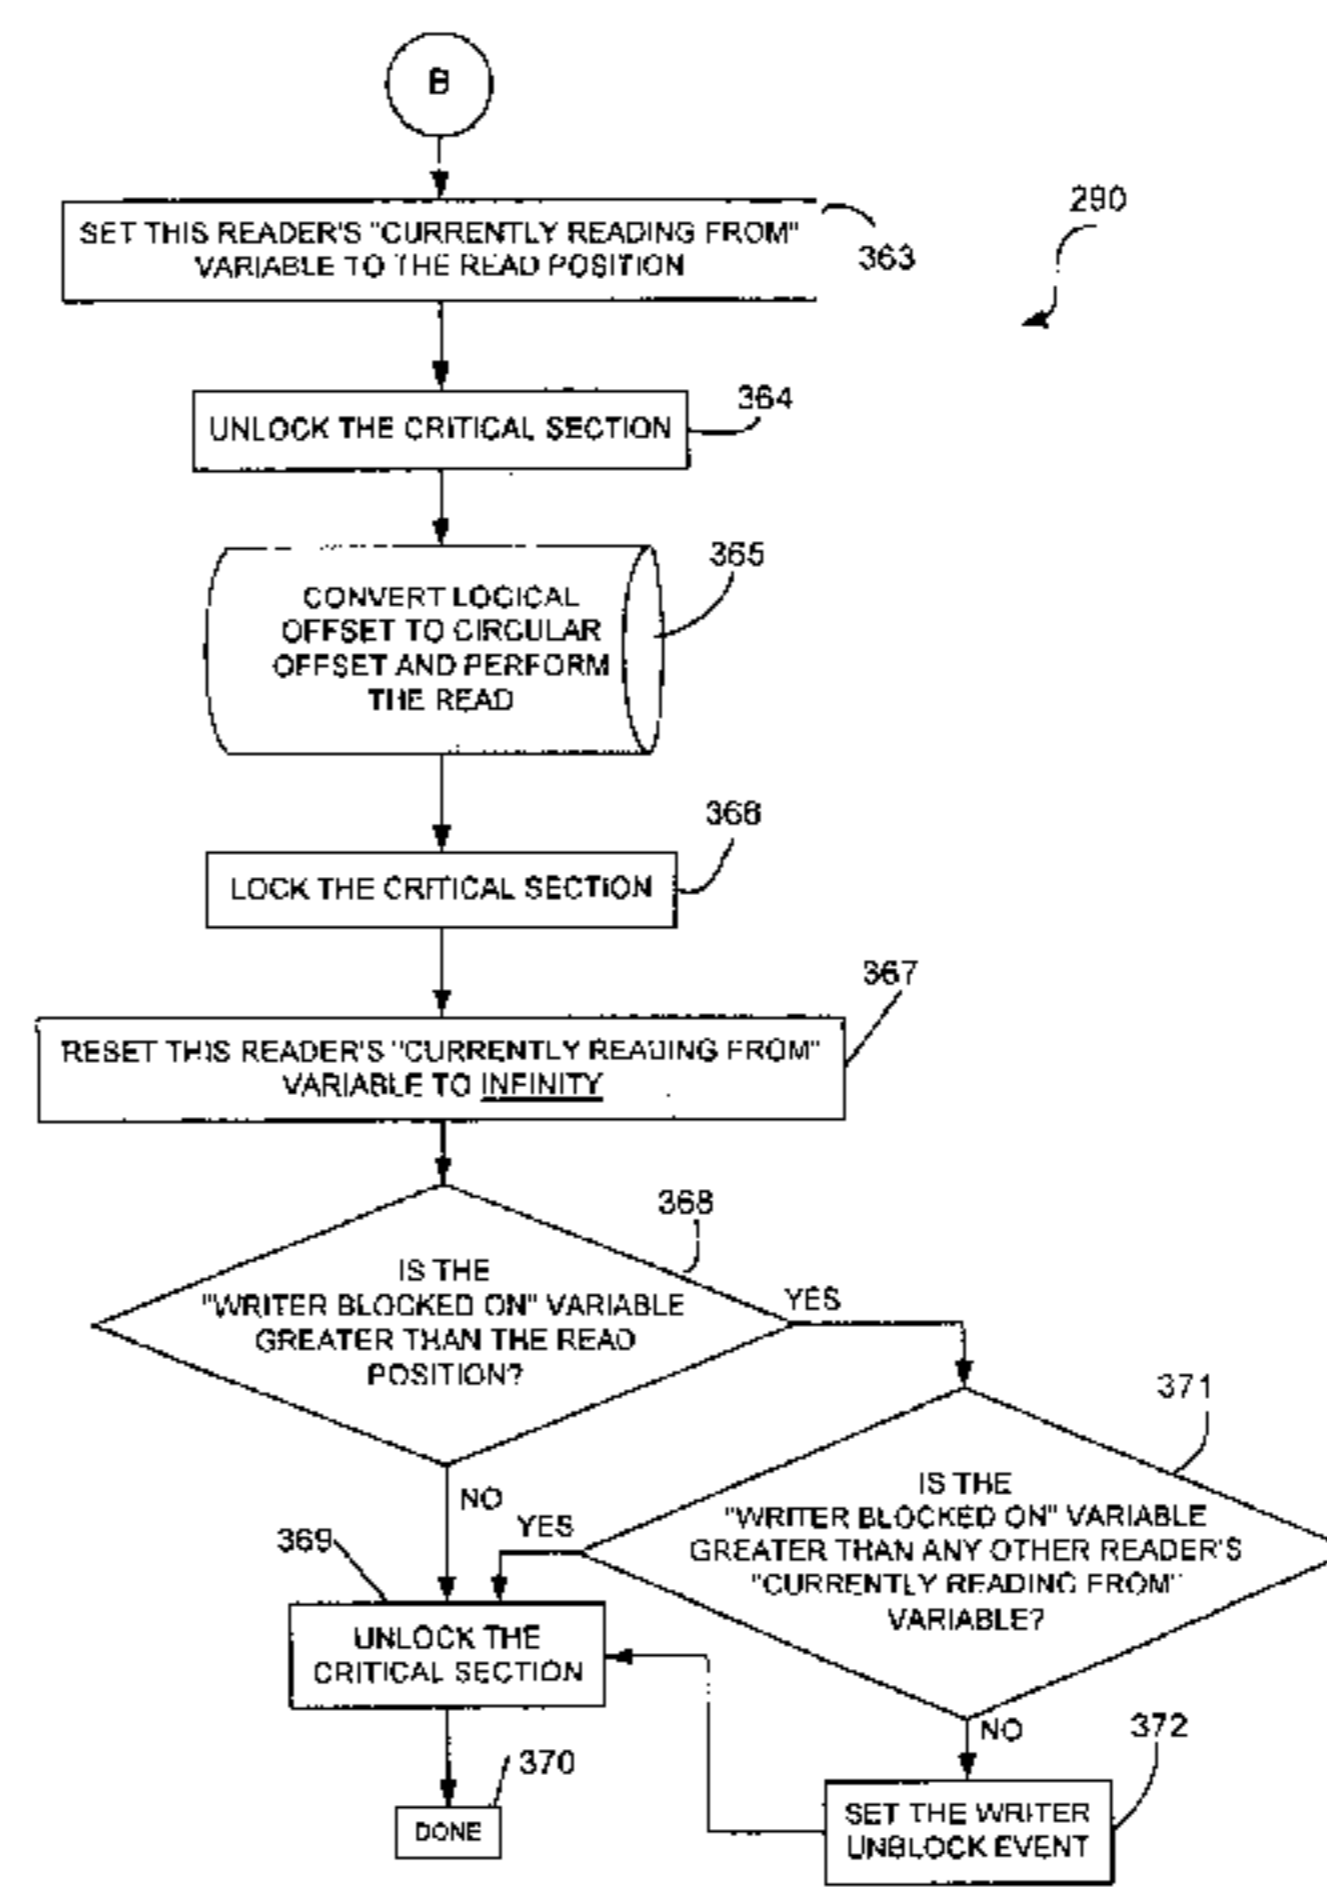 B
SET THIS READER'S "CURRENTLY READING FROM"
VARIABLE TO THE READ POSITION
363
290
UNLOCK THE CRITICAL SECTION
364
CONVERT LOGICAL
OFFSET TO CIRCULAR
OFFSET AND PERFORM
THE READ
365
LOCK THE CRITICAL SECTION
366
RESET THIS READER'S "CURRENTLY READING FROM"
VARIABLE TO INFINITY
367
IS THE
"WRITER BLOCKED ON" VARIABLE
GREATER THAN THE READ
POSITION?
368
YES
NO
IS THE
"WRITER BLOCKED ON" VARIABLE
GREATER THAN ANY OTHER READER'S
"CURRENTLY READING FROM"
VARIABLE?
371
YES
NO
369
UNLOCK THE
CRITICAL SECTION
370
DONE
372
SET THE WRITER
UNBLOCK EVENT